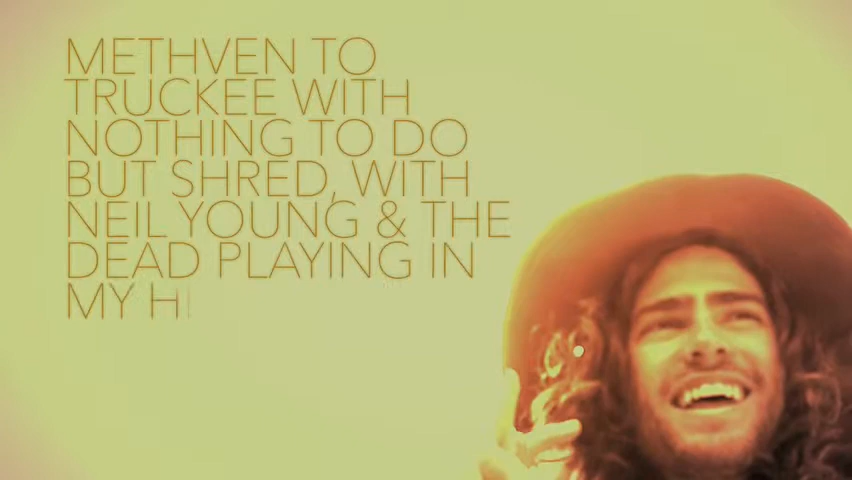 METHVEN TO
TRUCKEE WITH
NOTHING TO DO
BUT SHRED, WITH
NEIL YOUNG & THE
DEAD PLAYING IN
MY H